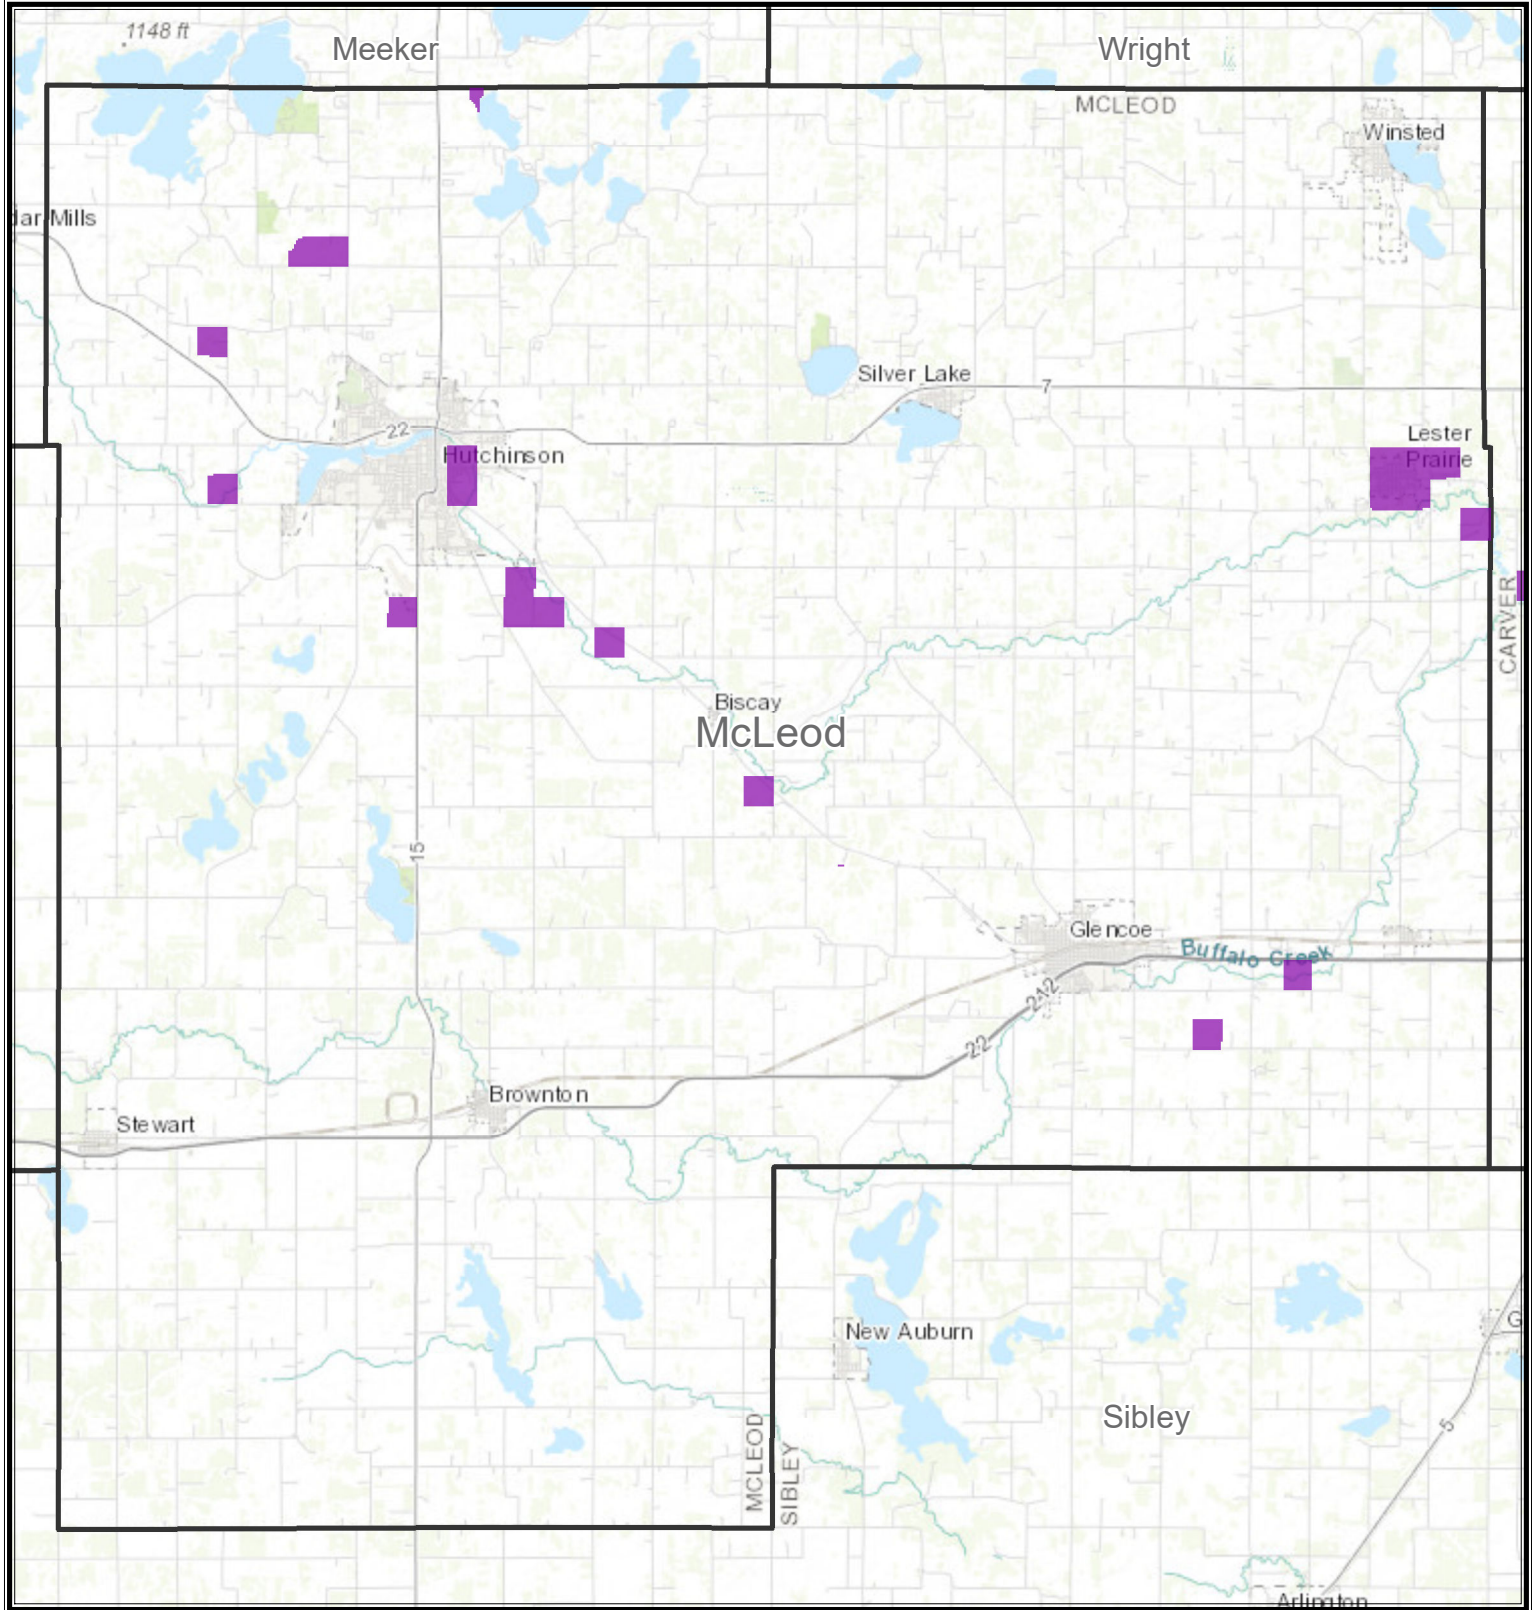 1148 ft
Meeker
Wright
MCLEOD
Winsted
dar Mills
Silver Lake
7
22
Lester
Prairie
Hutchinson
CARVER
Biscay
McLeod
15
Glencoe
Buffalo Creek
212
22
Brownton
Stewart
New Auburn
G
Sibley
5
MCLEOD
SIBLEY
Arlington